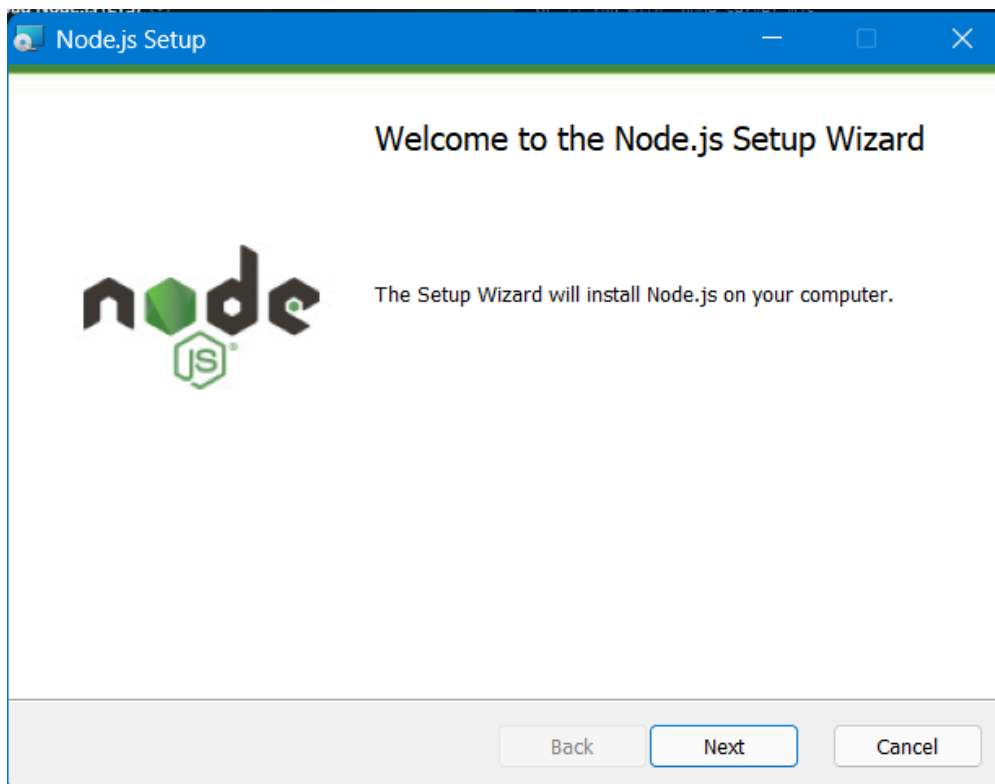 Node.js Setup
Welcome to the Node.js Setup Wizard
node
JS®
The Setup Wizard will install Node.js on your computer.
Back
Next
Cancel